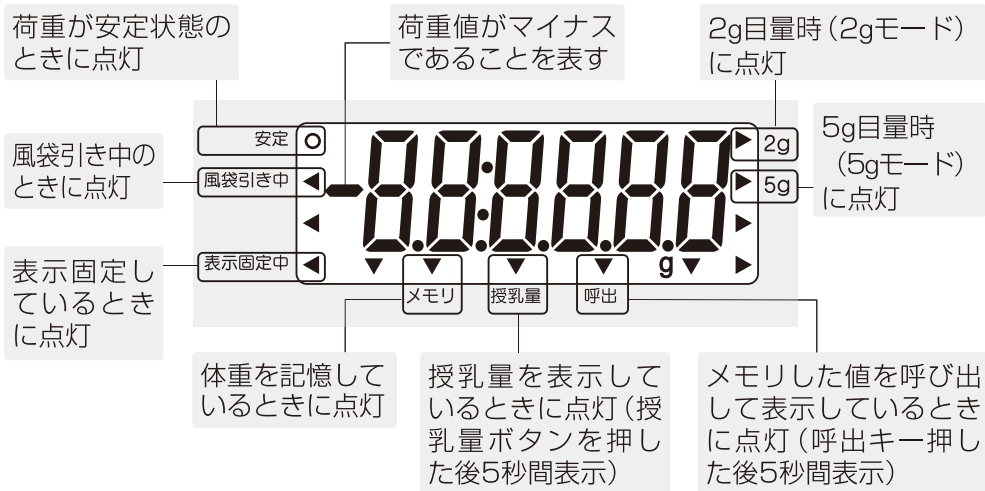 荷重が安定状態の
ときに点灯
荷重値がマイナス
であることを表す
2g目量時（2gモード）
に点灯
風袋引き中の
ときに点灯
5g目量時
（5gモード）
に点灯
表示固定し
ているとき
に点灯
安定
風袋引き中
表示固定中
2g
5g
g
メモリ
授乳量
呼出
体重を記憶して
いるときに点灯
授乳量を表示して
いるときに点灯（授
乳量ボタンを押し
た後5秒間表示）
メモリした値を呼び出
して表示しているとき
に点灯（呼出キー押し
た後5秒間表示）